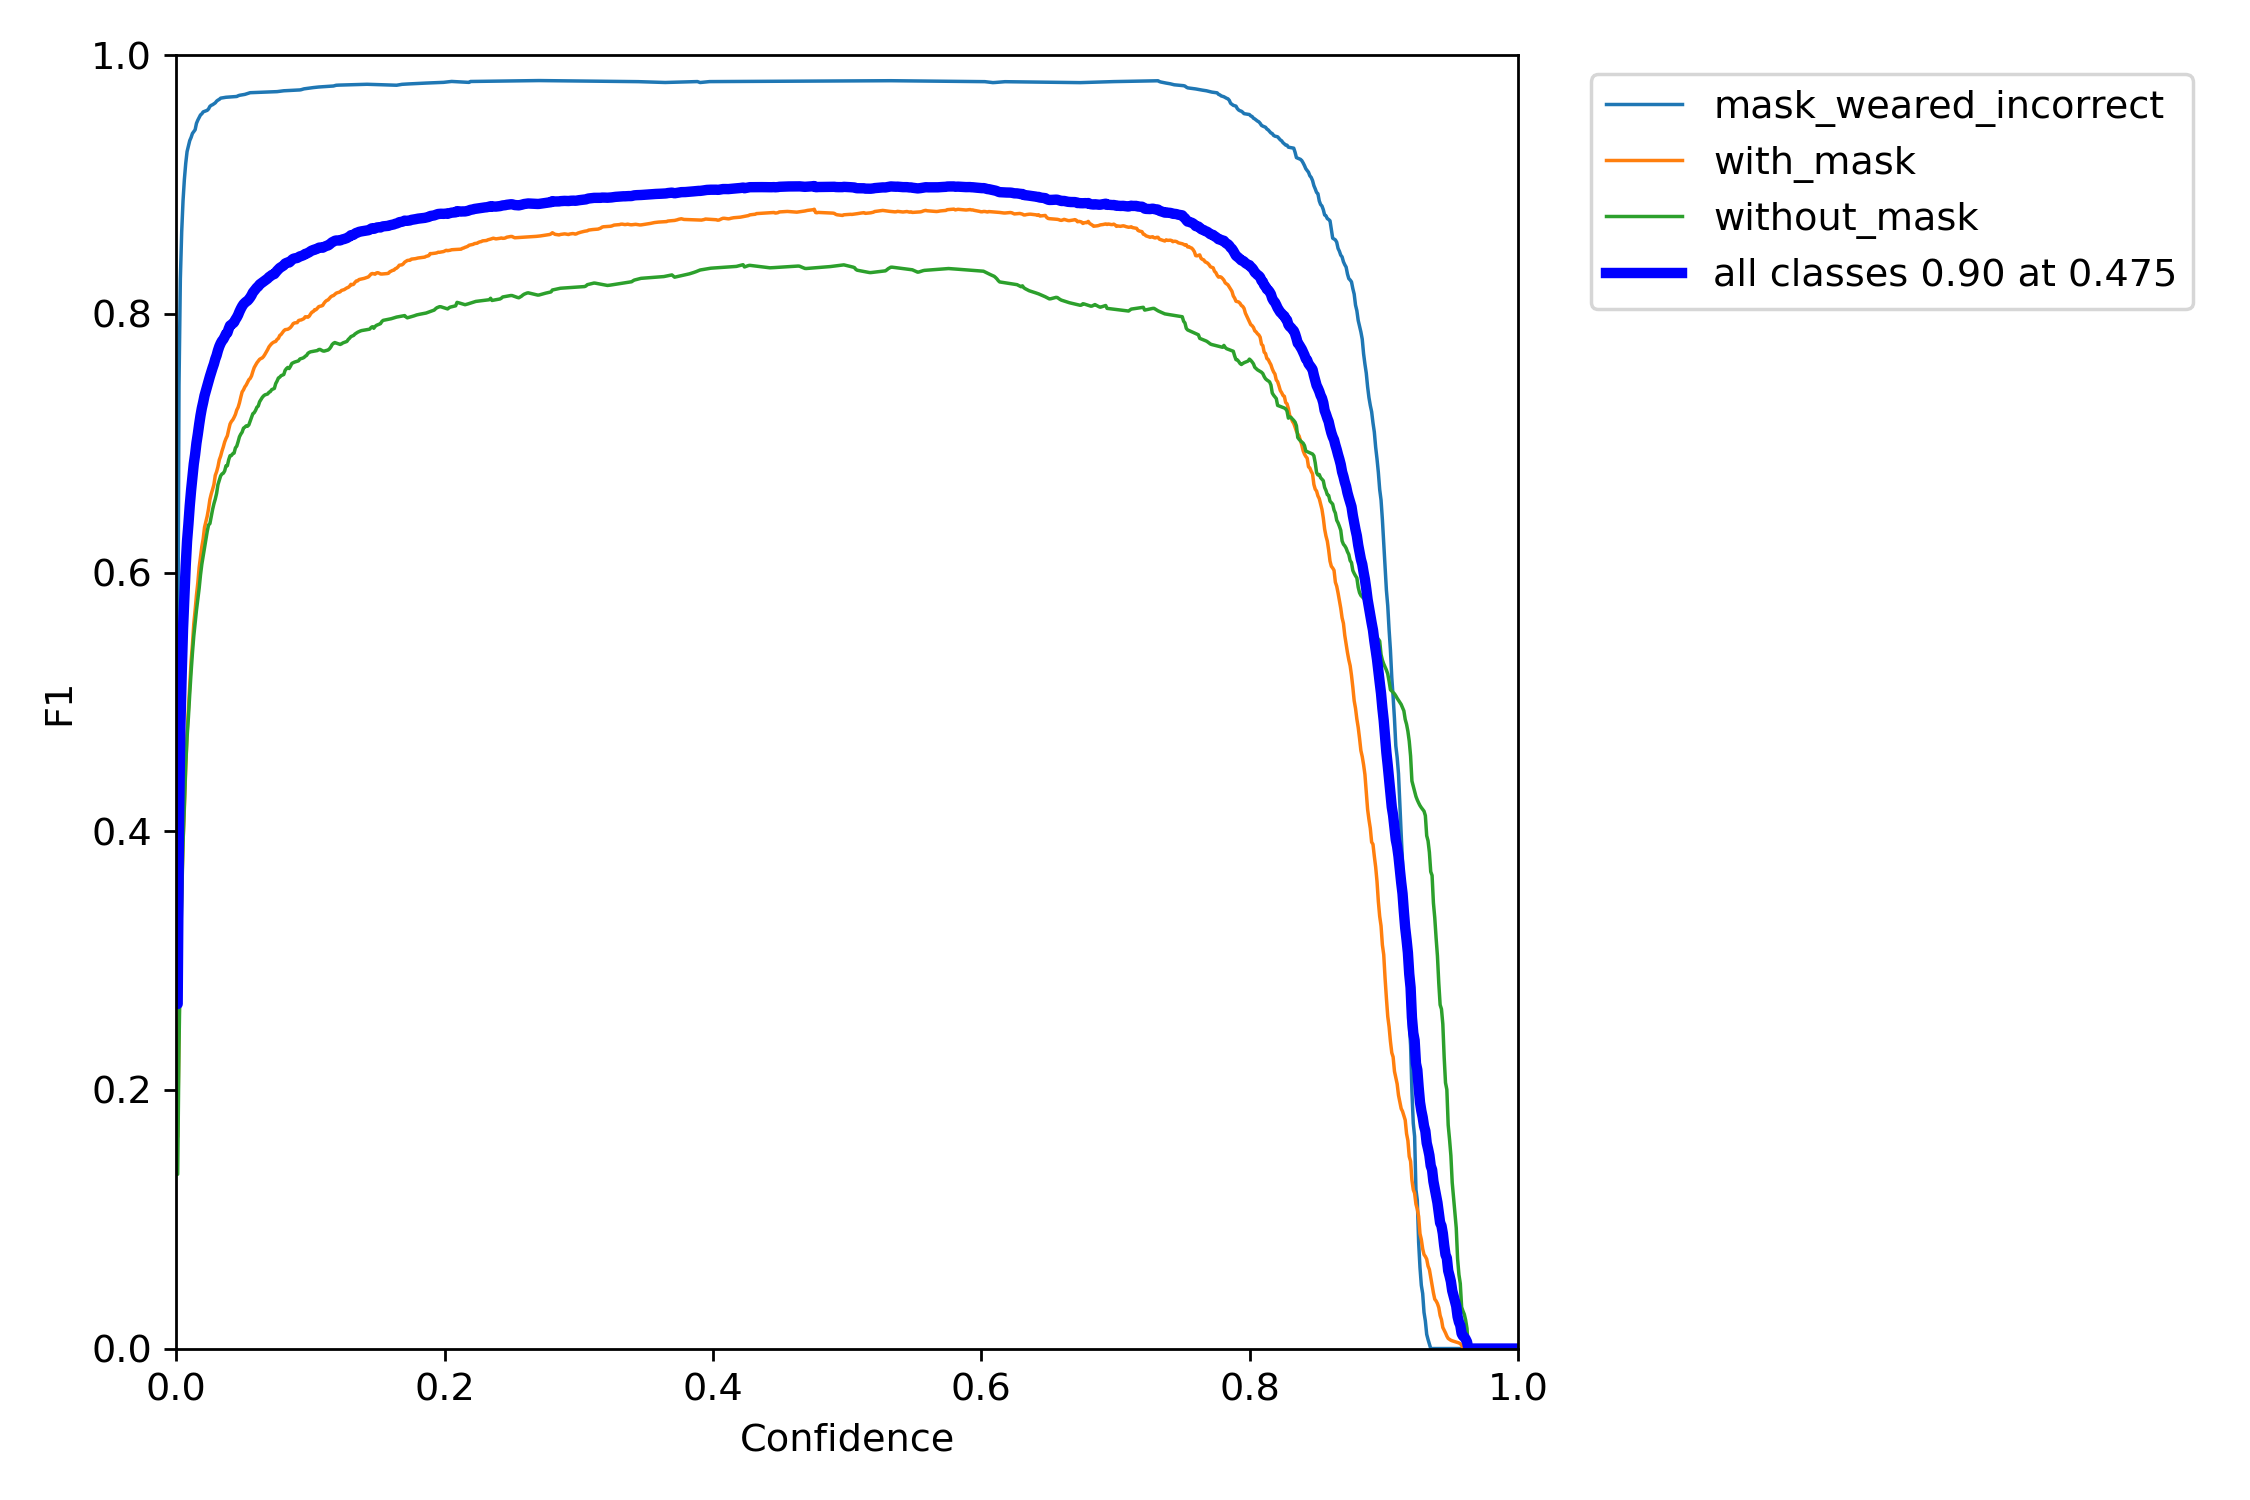 1.0
0.8
0.6
0.4
0.2
0.0
F1
0.0 0.2 0.4 0.6 0.8 1.0
Confidence
mask_weared_incorrect
with_mask
without_mask
all classes 0.90 at 0.475